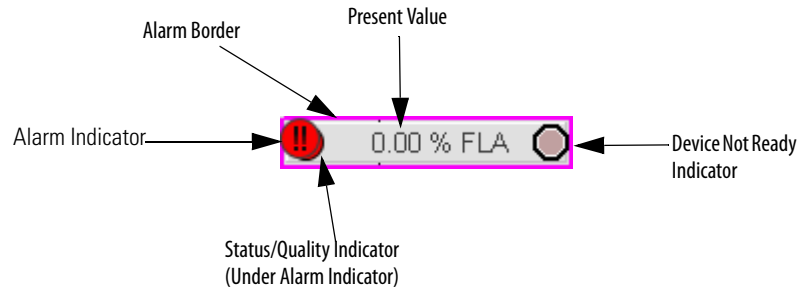 Present Value
Alarm Border
Alarm Indicator
!!
0.00 % FLA
Device Not Ready
Indicator
Status/Quality Indicator
(Under Alarm Indicator)